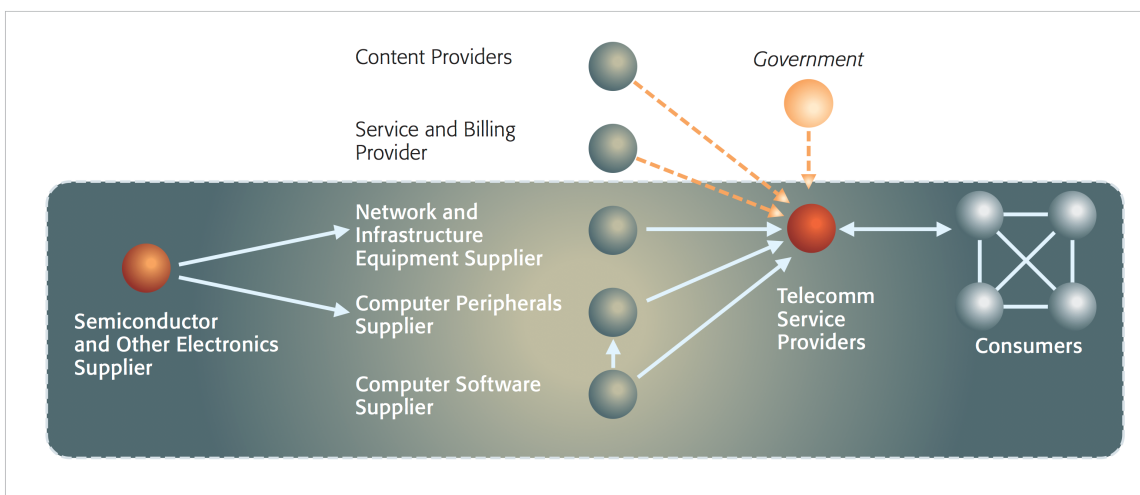 Content Providers
Government
Service and Billing
Provider
Network and
Infrastructure
Equipment Supplier
Semiconductor
and Other Electronics
Supplier
Computer Peripherals
Supplier
Telecomm
Service
Providers
Consumers
Computer Software
Supplier